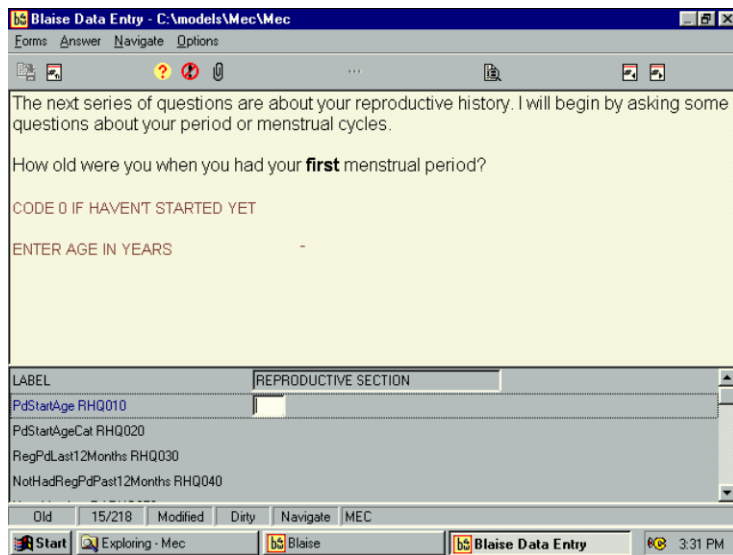 Blaise Data Entry - C:\models\Mec\Mec
Forms Answer Navigate Options
The next series of questions are about your reproductive history. I will begin by asking some
questions about your period or menstrual cycles.
How old were you when you had your first menstrual period?
CODE 0 IF HAVEN'T STARTED YET
ENTER AGE IN YEARS
LABEL REPRODUCTIVE SECTION
PdStartAge RHQ010
PdStartAgeCat RHQ020
RegPdLast12Months RHQ030
NotHadRegPdPast12Months RHQ040
Old 15/218 Modified Dirty Navigate MEC
Start Exploring - Mec Blaise Blaise Data Entry 3:31 PM